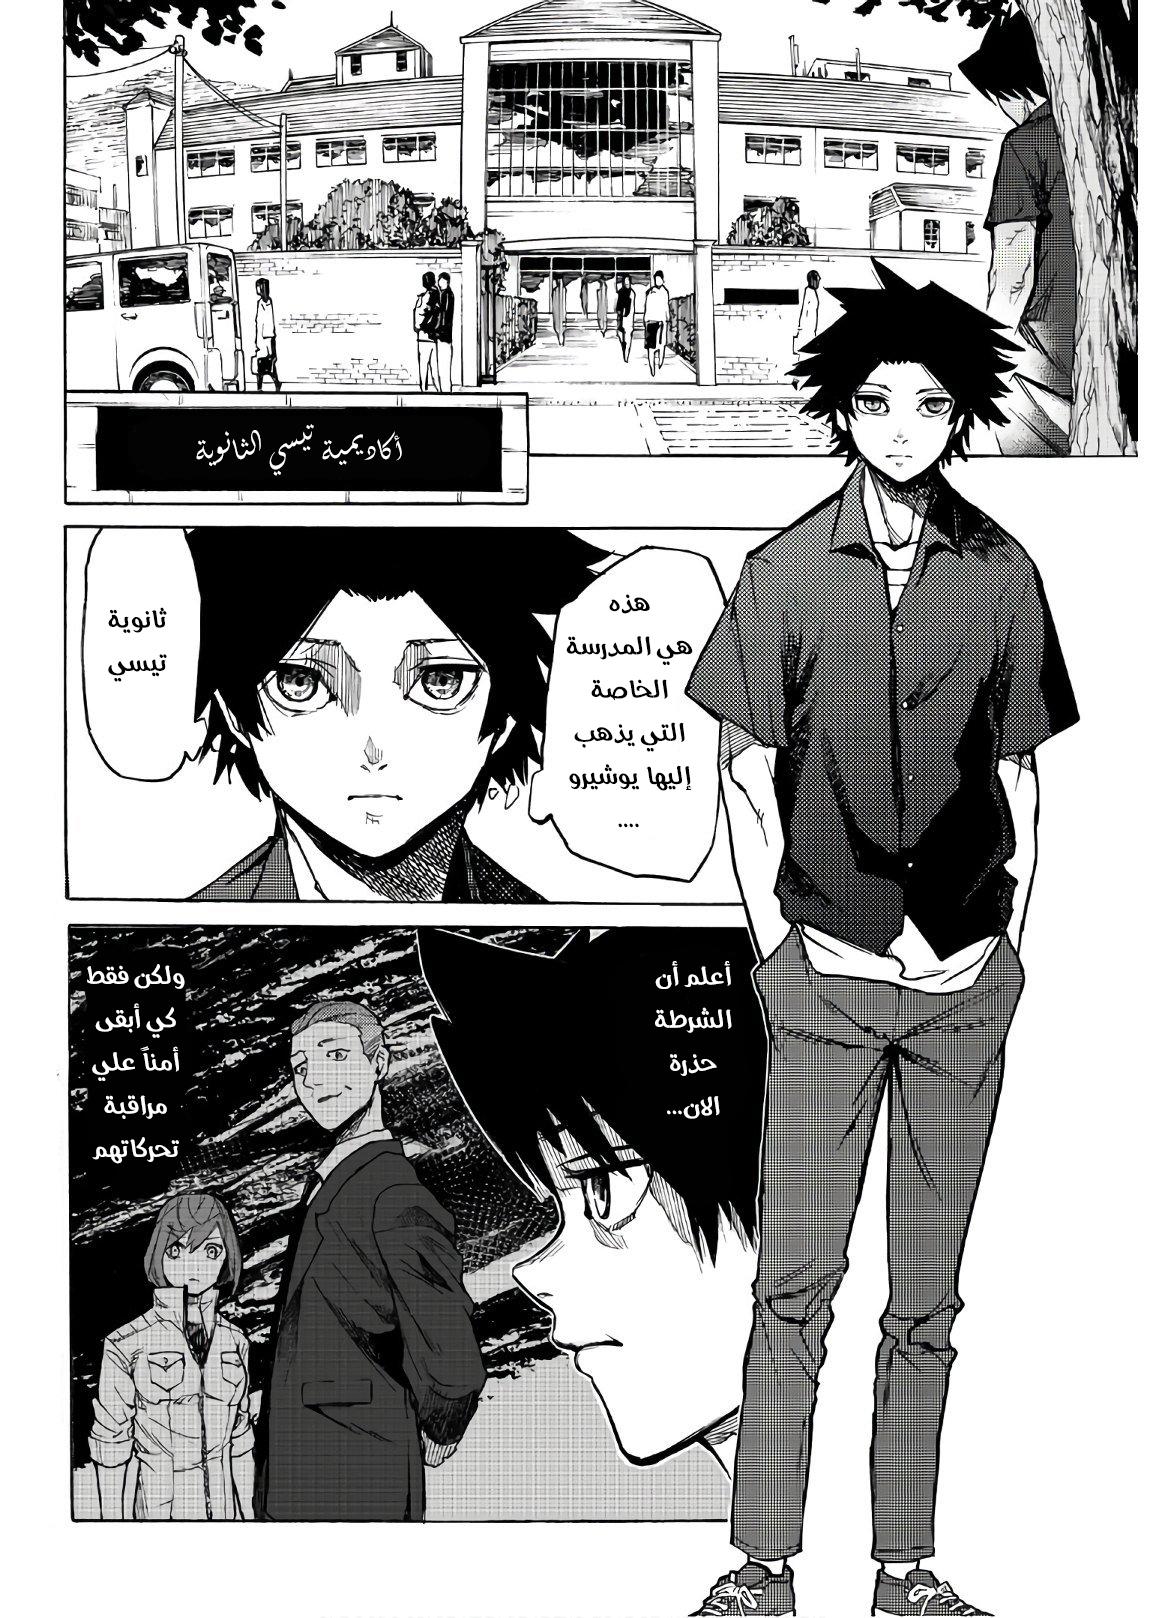 أكاديمية تيسي الثانوية
هذه
هي المدرسة
الخاصة
التي يذهب
إليها يوشيرو
....
ثانوية
تيسي
أعلم أن
الشرطة
حذرة
الان...
ولكن فقط
كي أبقى
أمناً علي
مراقبة
تحركاتهم